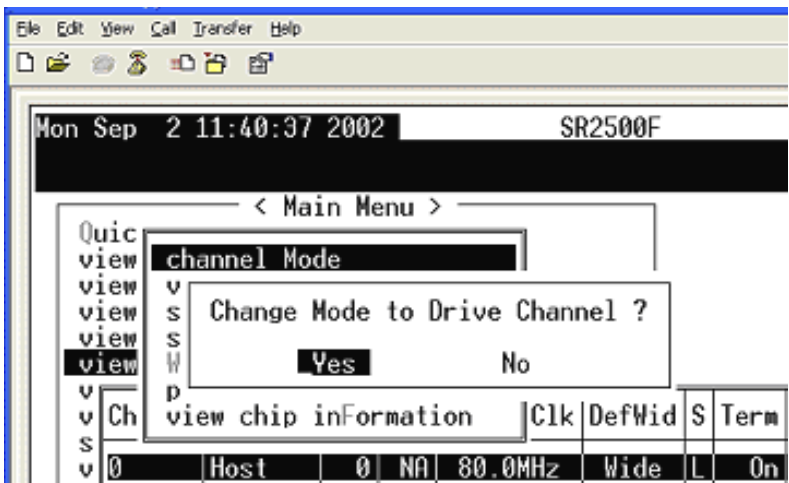 File Edit View Call Transfer Help
Mon Sep 2 11:40:37 2002 SR2500F
< Main Menu >
Quic
view channel Mode
view v
view s Change Mode to Drive Channel ?
view s
view W Yes No
v p
v Ch view chip inFormation Clk DefWid S Term
s
v 0 Host 0 NA 80.0MHz Wide L On